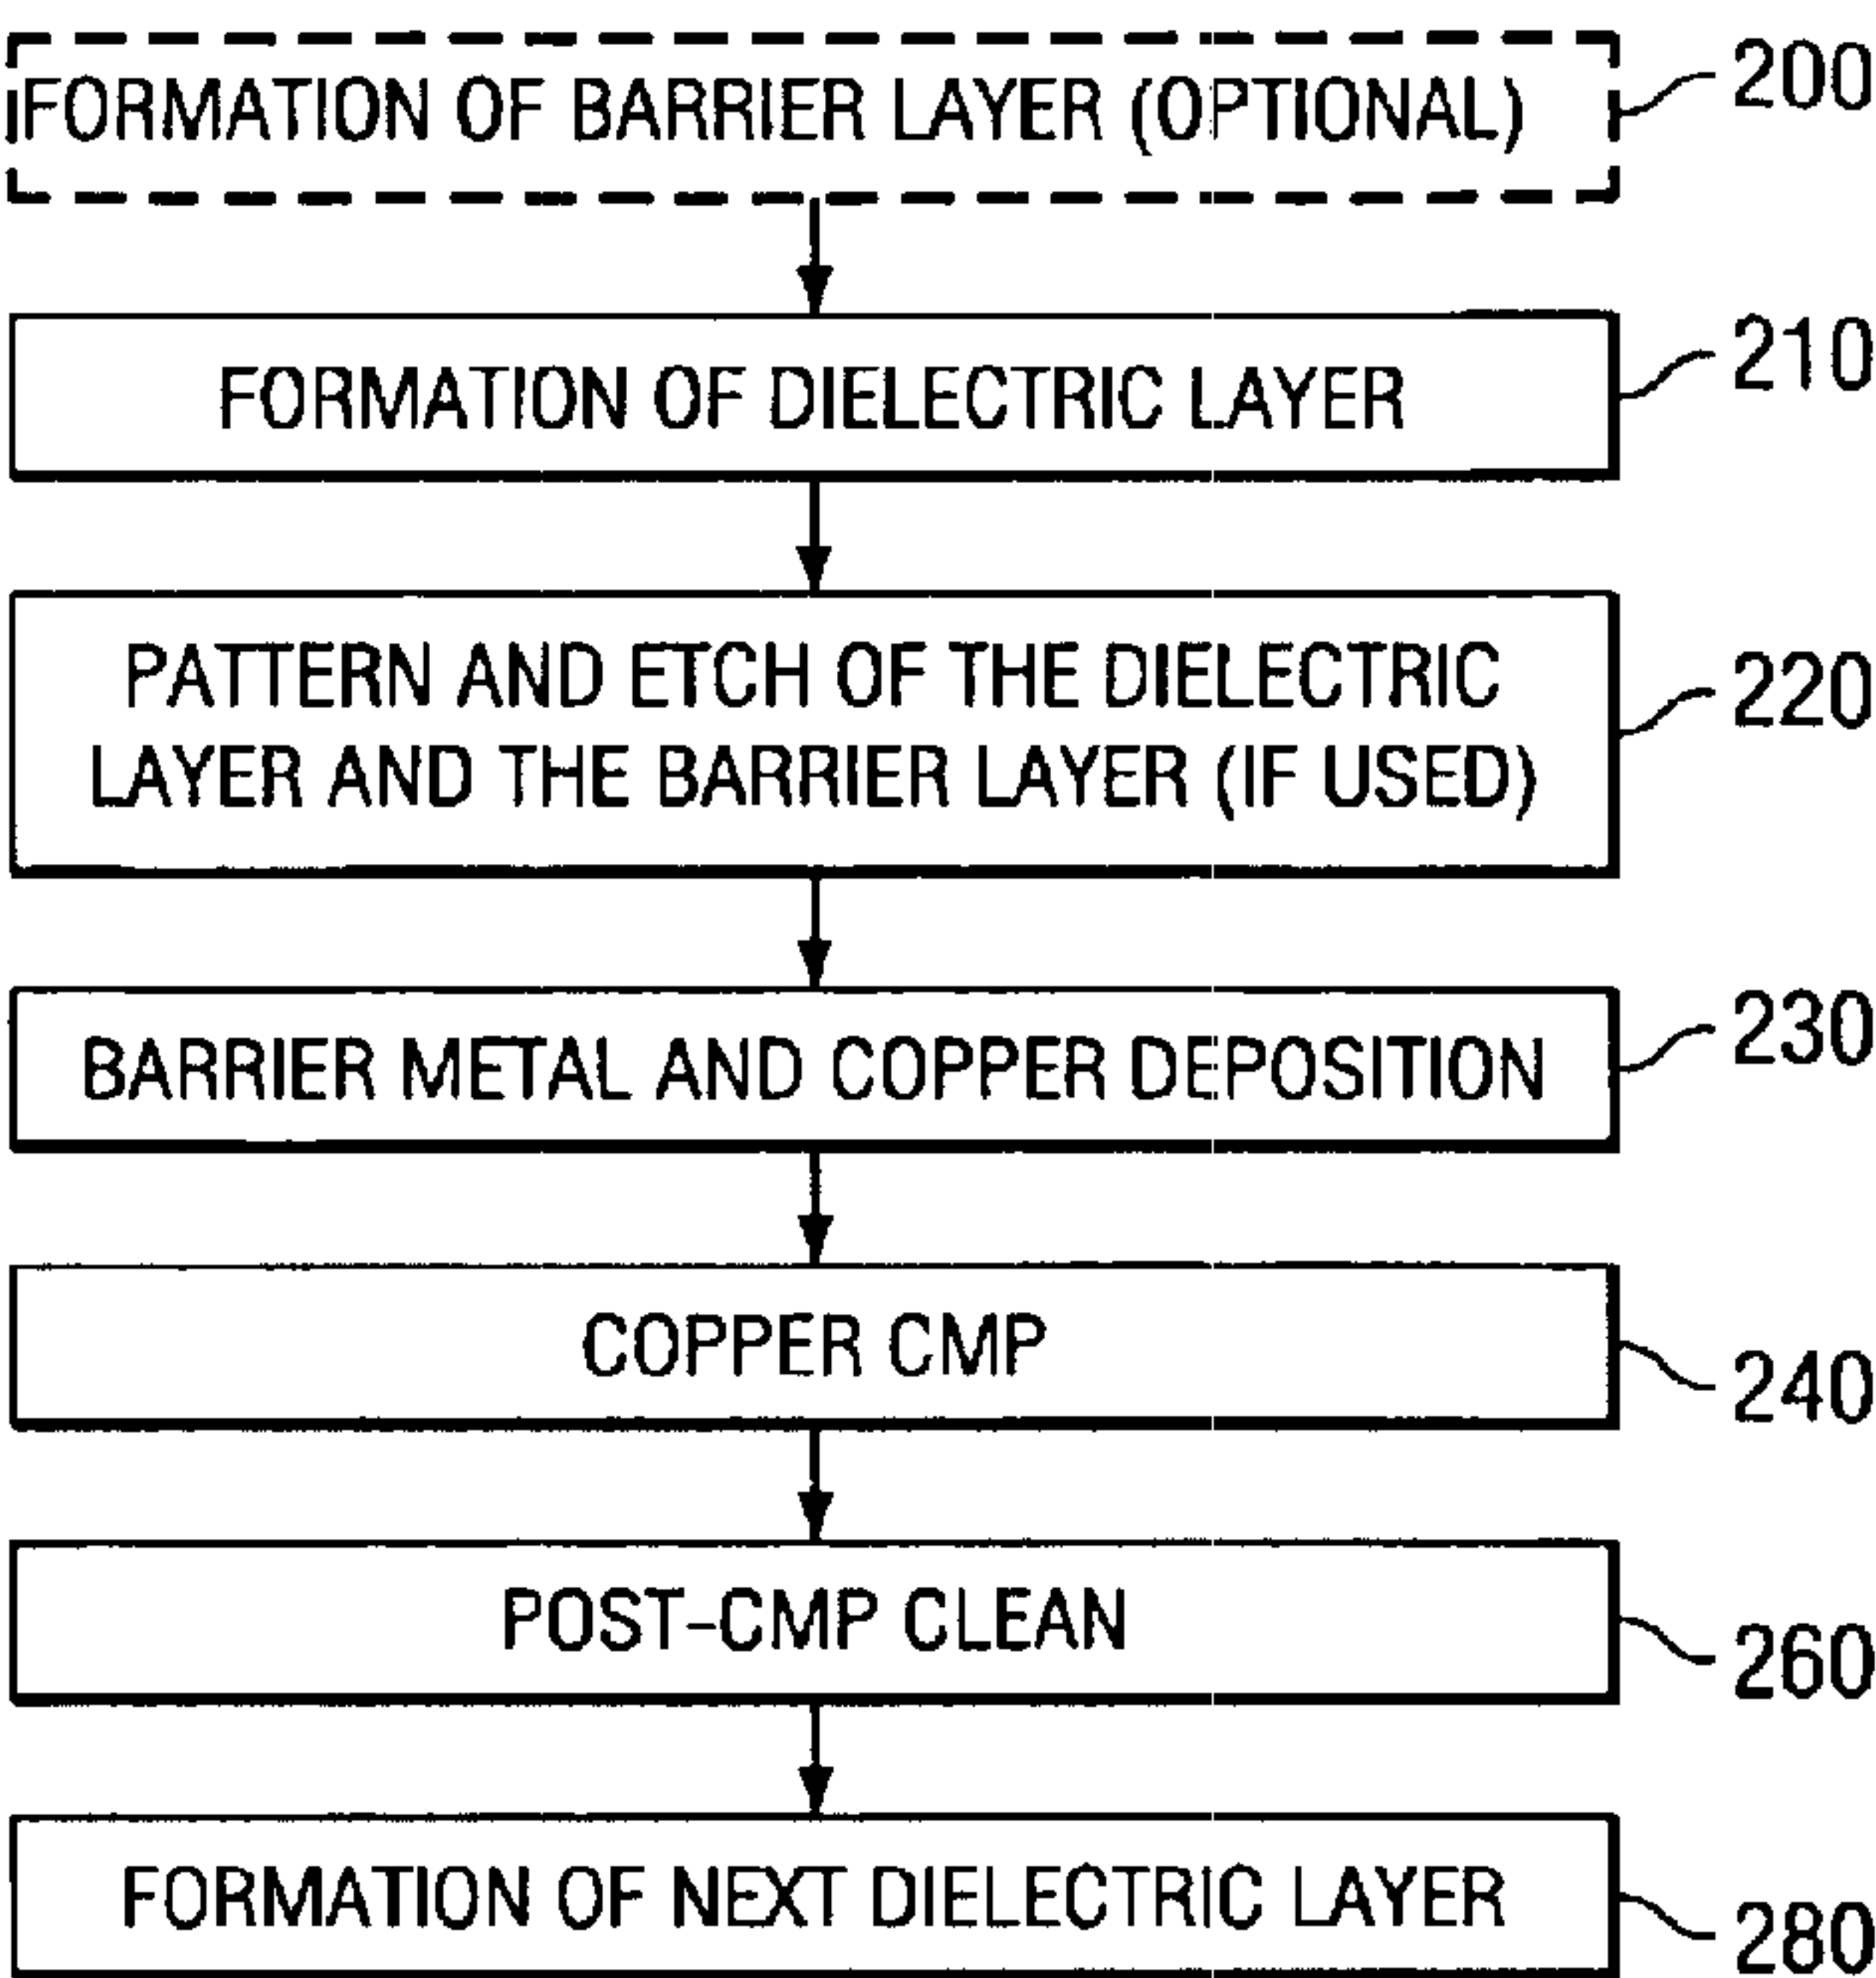 FORMATION OF BARRIER LAYER (OPTIONAL)
200
FORMATION OF DIELECTRIC LAYER
210
PATTERN AND ETCH OF THE DIELECTRIC
LAYER AND THE BARRIER LAYER (IF USED)
220
BARRIER METAL AND COPPER DEPOSITION
230
COPPER CMP
240
POST-CMP CLEAN
260
FORMATION OF NEXT DIELECTRIC LAYER
280